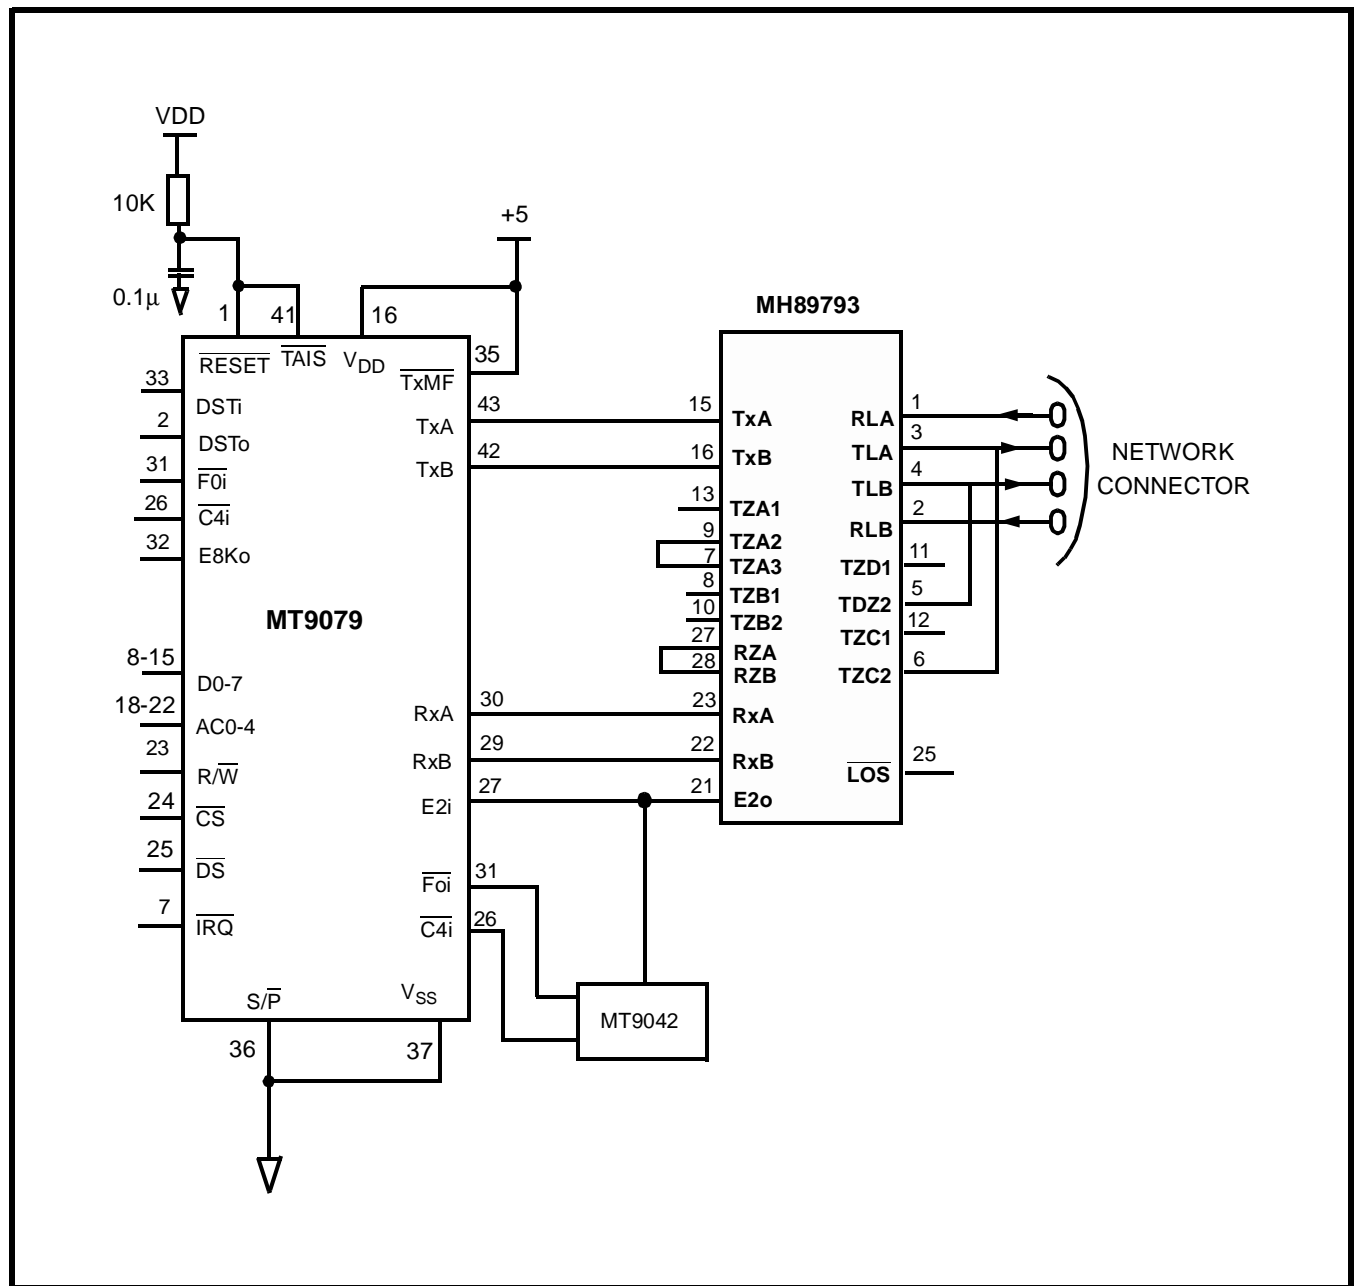 VDD
10K
0.1µ
+5
1
41
16
35
RESET
TAIS
VDD
TxMF
33
DSTi
2
DSTo
31
F0i
26
C4i
32
E8Ko
MT9079
8-15
D0-7
18-22
AC0-4
23
R/W
24
CS
25
DS
7
IRQ
43
TxA
42
TxB
30
RxA
29
RxB
27
E2i
31
Foi
26
C4i
S/P
VSS
36
37
MT9042
MH89793
15
TxA
16
TxB
13
TZA1
9
TZA2
7
TZA3
8
TZB1
10
TZB2
27
RZA
28
RZB
23
RxA
22
RxB
21
E2o
1
RLA
3
TLA
4
TLB
2
RLB
11
TZD1
5
TDZ2
12
TZC1
6
TZC2
25
LOS
NETWORK
CONNECTOR